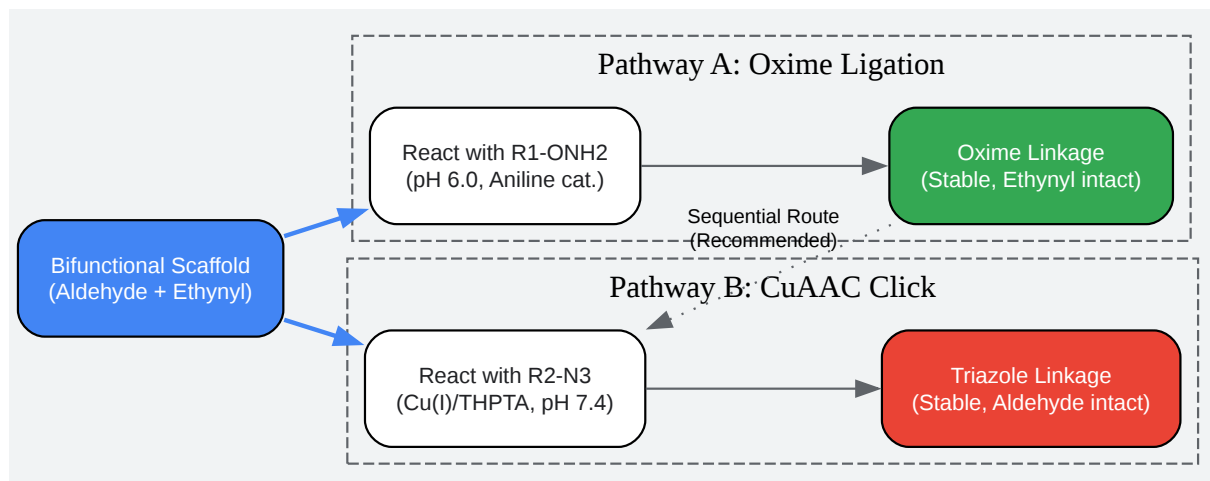 Pathway A: Oxime Ligation
React with R1-ONH2
(pH 6.0, Aniline cat.)
Oxime Linkage
(Stable, Ethynyl intact)
Sequential Route
(Recommended)
Bifunctional Scaffold
(Aldehyde + Ethynyl)
Pathway B: CuAAC Click
React with R2-N3
(Cu(I)/THPTA, pH 7.4)
Triazole Linkage
(Stable, Aldehyde intact)